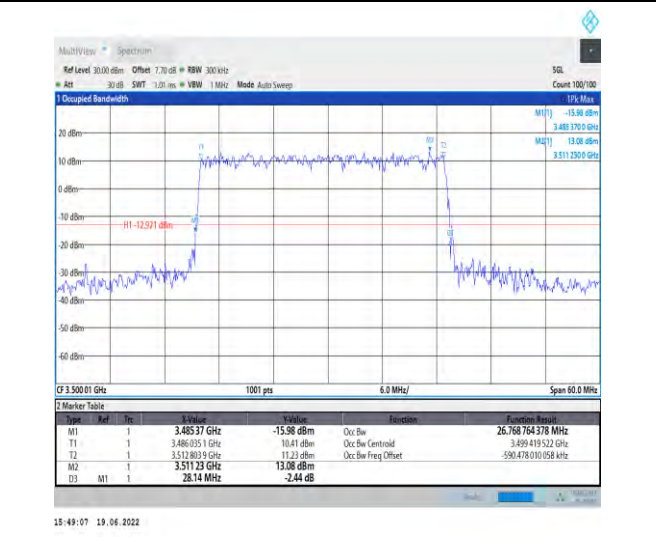 MultiView Spectrum
Ref Level 30.00 dBm Offset 7.70 dB RBW 300 kHz SGL
Att 30 dB SWT 1.01 ms VBW 1 MHz Mode Auto Sweep Count 100/100
1 Occupied Bandwidth 1Pk Max
M1[1] -15.98 dBm
3.485 370 0 GHz
M2[1] 13.08 dBm
3.511 230 0 GHz
20 dBm
10 dBm
0 dBm
-10 dBm
H1 -12.921 dBm
-20 dBm
-30 dBm
-40 dBm
-50 dBm
-60 dBm
CF 3.500 01 GHz 1001 pts 6.0 MHz/ Span 60.0 MHz
2 Marker Table
Type Ref Trc X-Value Y-Value Function Function Result
M1 1 3.485 37 GHz -15.98 dBm Occ Bw 26.768 764 378 MHz
T1 1 3.486 035 1 GHz 10.41 dBm Occ Bw Centroid 3.499 419 522 GHz
T2 1 3.512 803 9 GHz 11.23 dBm Occ Bw Freq Offset -590.478 010 058 kHz
M2 1 3.511 23 GHz 13.08 dBm
D3 M1 1 28.14 MHz -2.44 dB
15:49:07 19.06.2022